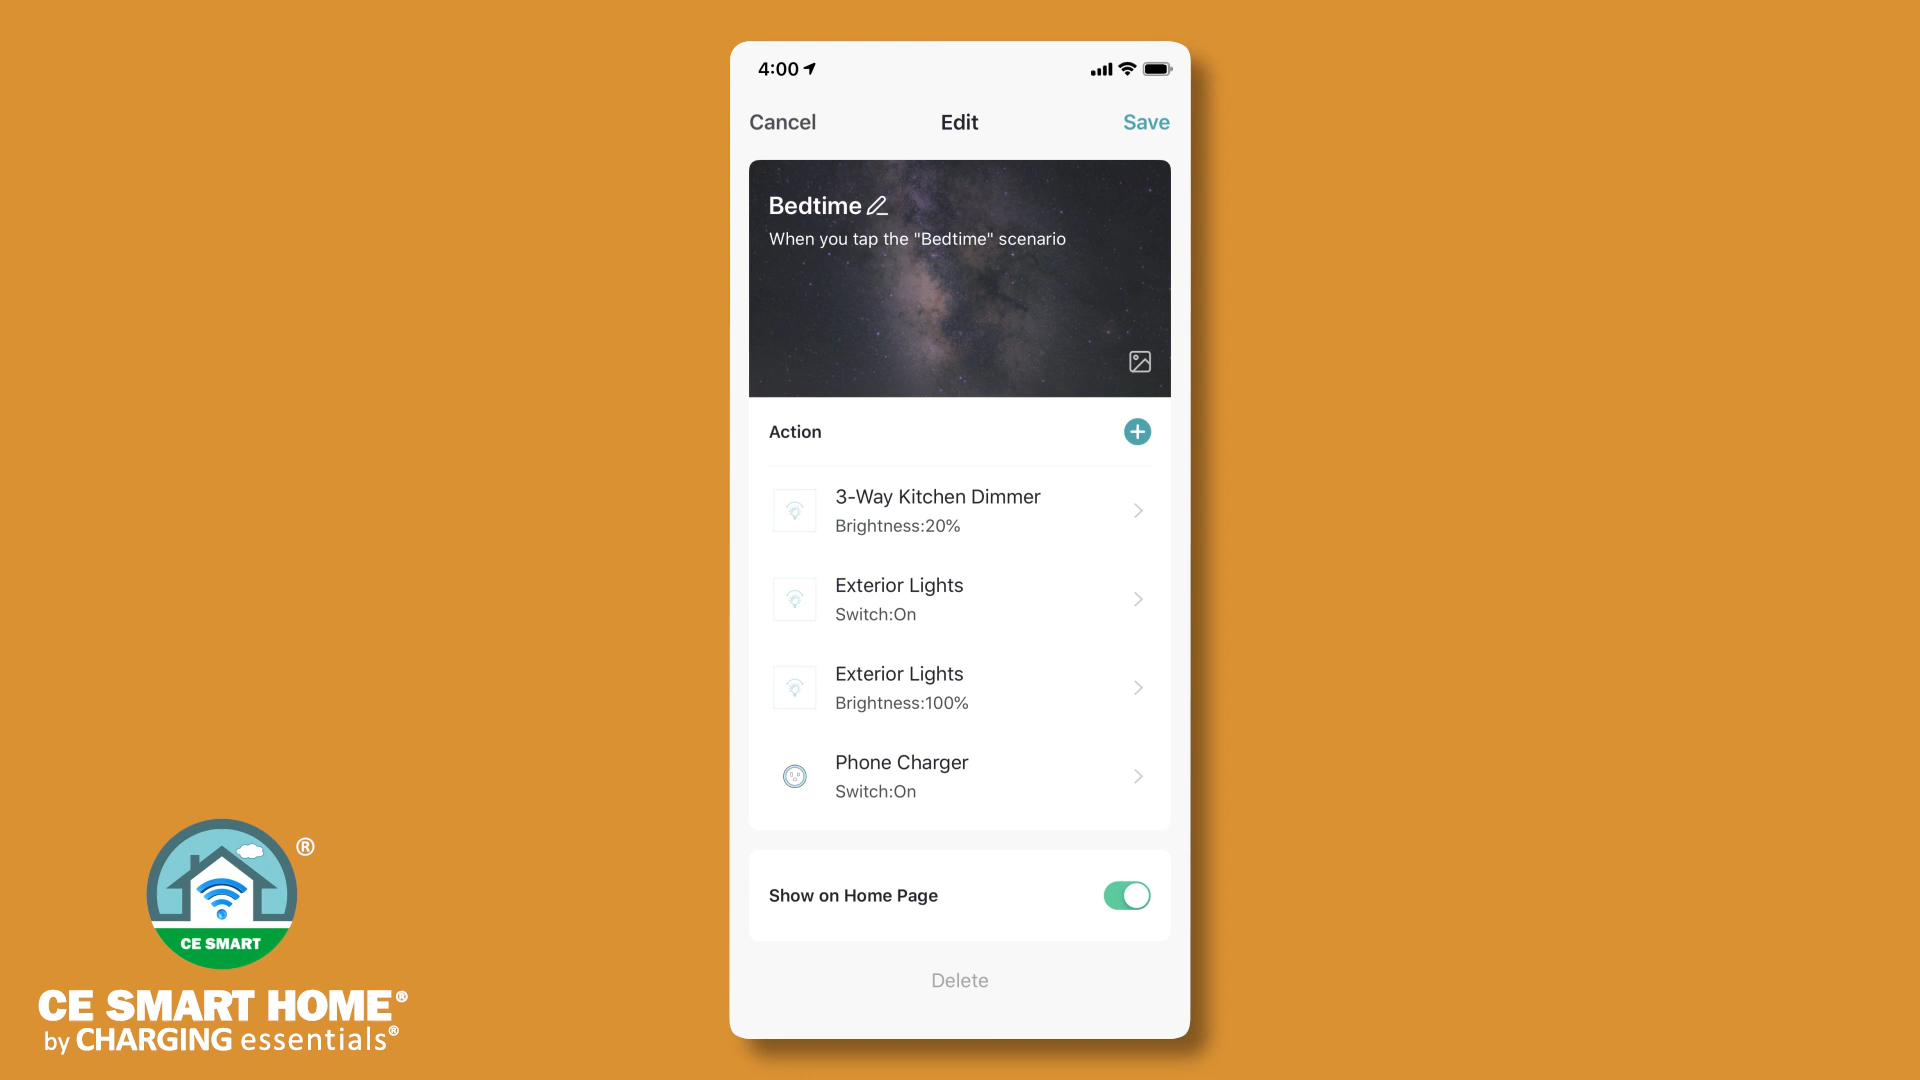 4:00
Cancel
Edit
Save
Bedtime
When you tap the "Bedtime" scenario
Action
3-Way Kitchen Dimmer
Brightness:20%
Exterior Lights
Switch:On
Exterior Lights
Brightness:100%
Phone Charger
Switch:On
Show on Home Page
Delete
®
CE SMART
CE SMART HOME®
by CHARGING essentials®